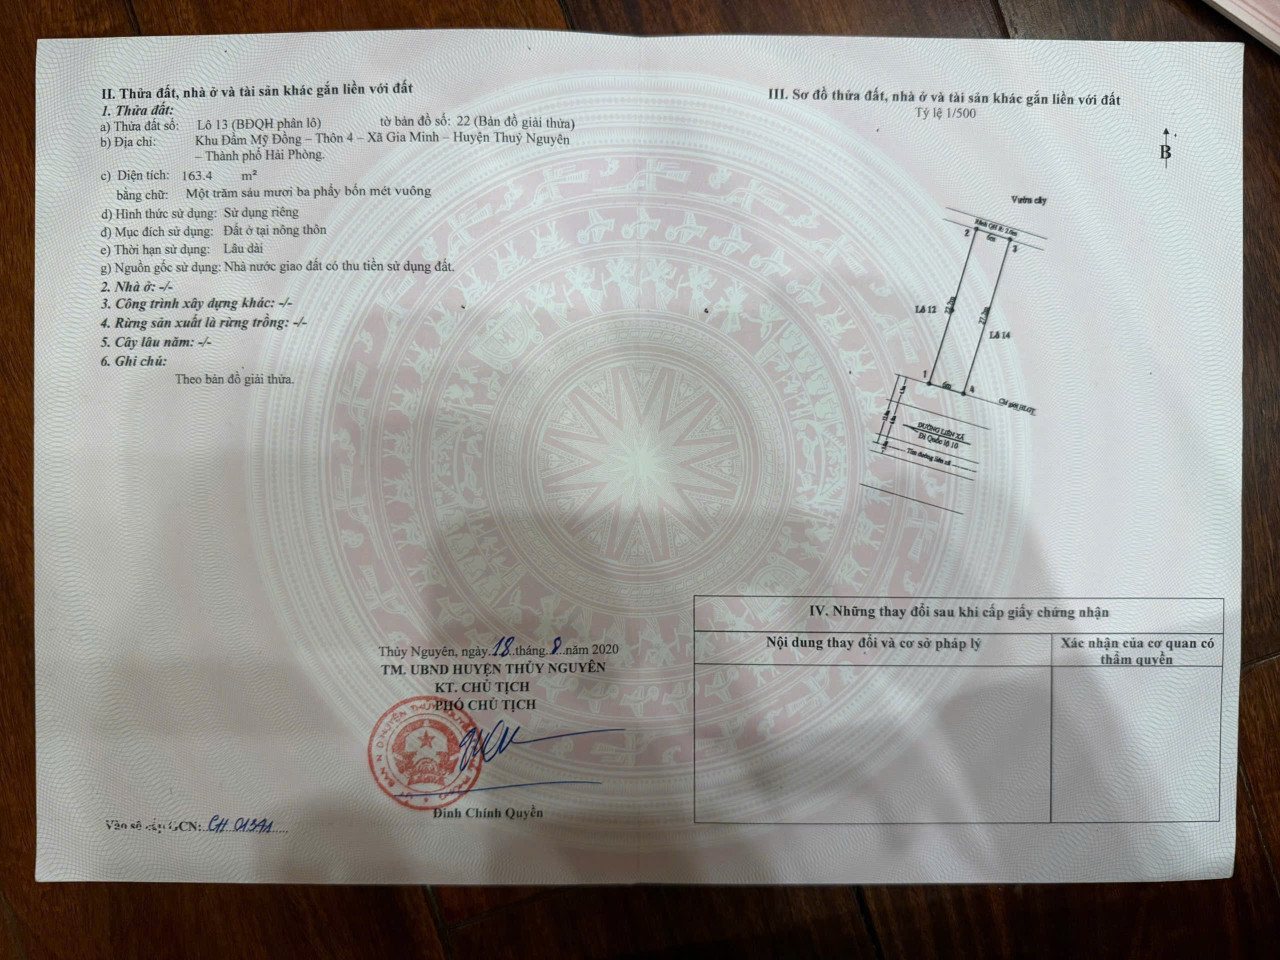 II. Thửa đất, nhà ở và tài sản khác gắn liền với đất
1. Thửa đất:
a) Thửa đất số: Lô 13 (BĐQH phân lô) tờ bản đồ số: 22 (Bản đồ giải thửa)
b) Địa chỉ: Khu Đầm Mỹ Đồng – Thôn 4 – Xã Gia Minh – Huyện Thuỷ Nguyên
– Thành phố Hải Phòng.
c) Diện tích: 163.4 m²
bằng chữ: Một trăm sáu mươi ba phẩy bốn mét vuông
d) Hình thức sử dụng: Sử dụng riêng
đ) Mục đích sử dụng: Đất ở tại nông thôn
e) Thời hạn sử dụng: Lâu dài
g) Nguồn gốc sử dụng: Nhà nước giao đất có thu tiền sử dụng đất.
2. Nhà ở: -/-
3. Công trình xây dựng khác: -/-
4. Rừng sản xuất là rừng trồng: -/-
5. Cây lâu năm: -/-
6. Ghi chú:
Theo bản đồ giải thửa.
Thủy Nguyên, ngày 18 tháng 8 năm 2020
TM. UBND HUYỆN THỦY NGUYÊN
KT. CHỦ TỊCH
PHÓ CHỦ TỊCH
Đinh Chính Quyền
GCN: CH 01341
III. Sơ đồ thửa đất, nhà ở và tài sản khác gắn liền với đất
Tỷ lệ 1/500
B
Vườn cây
2 6m 3
Lô 12
Lô 14
1 6m 4
ĐƯỜNG LIÊN XÃ
Đi Quốc lộ 10
Tim đường liên xã
IV. Những thay đổi sau khi cấp giấy chứng nhận
Nội dung thay đổi và cơ sở pháp lý
Xác nhận của cơ quan có
thẩm quyền